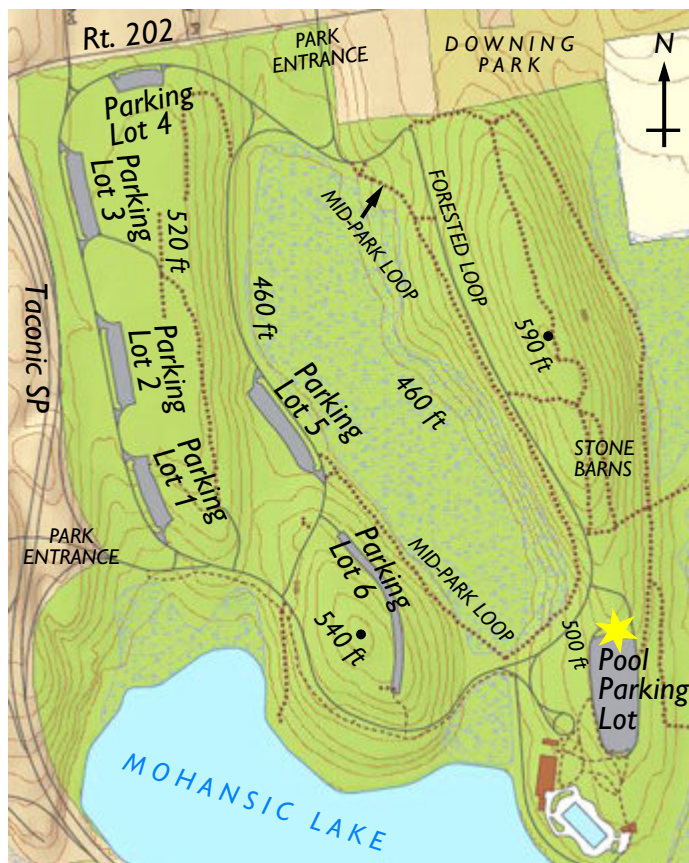 Rt. 202
PARK
ENTRANCE
DOWNING
PARK
N
Parking
Lot 4
Parking
Lot 3
520 ft
MID-PARK LOOP
FORESTED LOOP
460 ft
Taconic SP
590 ft
Parking
Lot 2
Parking
Lot 5
460 ft
STONE
BARNS
Parking
Lot 1
PARK
ENTRANCE
Parking
Lot 6
MID-PARK LOOP
540 ft
500 ft
Pool
Parking
Lot
MOHANSIC LAKE